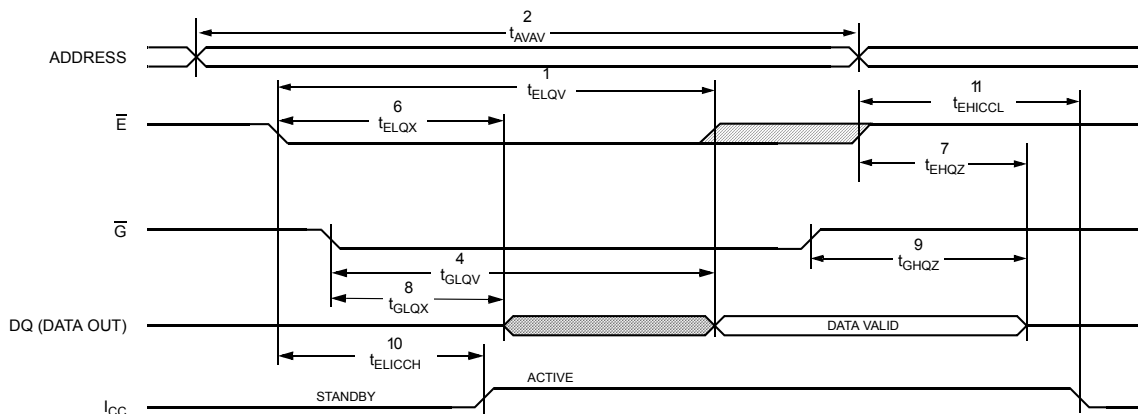 2
tAVAV
ADDRESS
1
tELQV
11
tEHICCL
6
tELQX
E
7
tEHQZ
G
9
tGHQZ
4
tGLQV
8
tGLQX
DQ (DATA OUT)
DATA VALID
10
tELICCH
ACTIVE
STANDBY
ICC